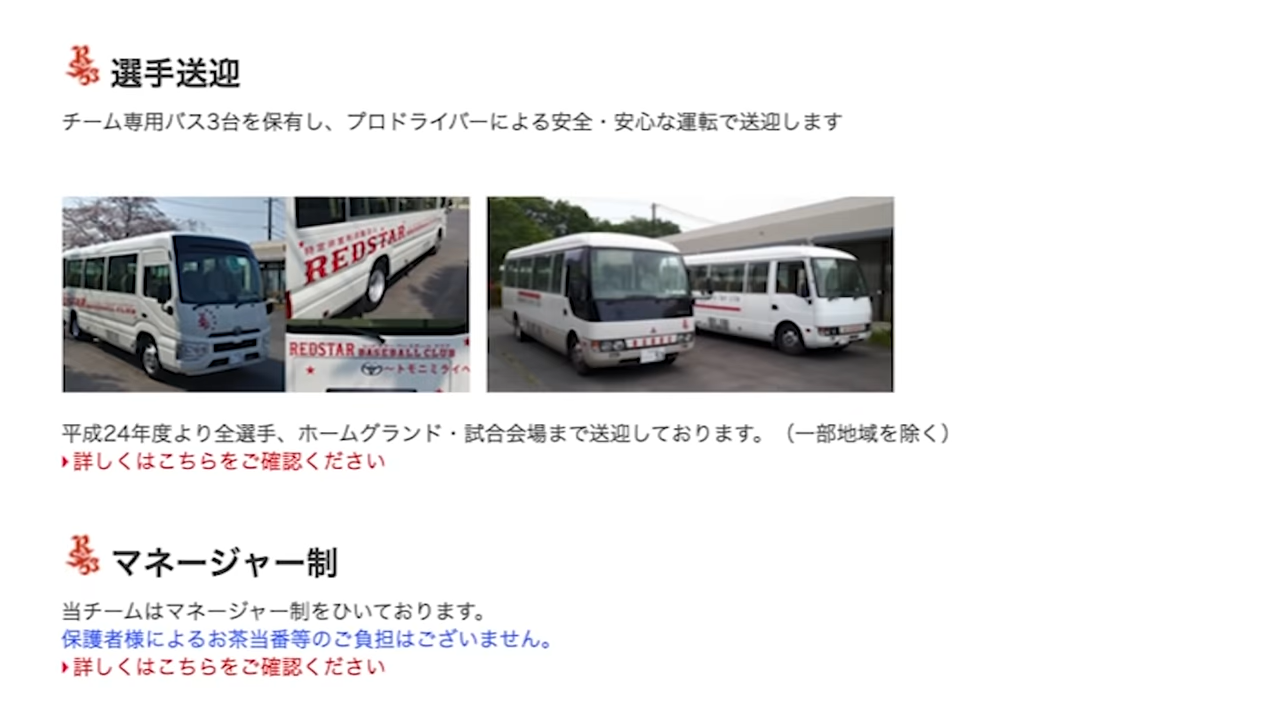 選手送迎
チーム専用バス3台を保有し、プロドライバーによる安全・安心な運転で送迎します
REDSTAR
REDSTAR BASEBALL CLUB
～トモニミライヘ
平成24年度より全選手、ホームグランド・試合会場まで送迎しております。（一部地域を除く）
詳しくはこちらをご確認ください
マネージャー制
当チームはマネージャー制をひいております。
保護者様によるお茶当番等のご負担はございません。
詳しくはこちらをご確認ください